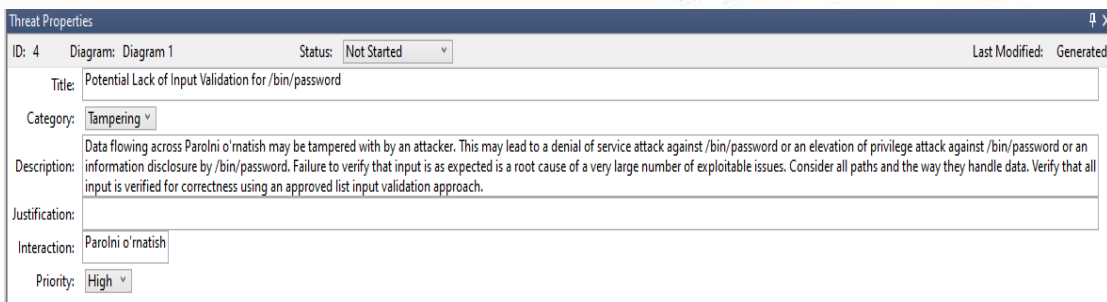 Threat Properties
ID: 4 Diagram: Diagram 1 Status: Not Started Last Modified: Generated
Title: Potential Lack of Input Validation for /bin/password
Category: Tampering
Data flowing across Parolni o'rnatish may be tampered with by an attacker. This may lead to a denial of service attack against /bin/password or an elevation of privilege attack against /bin/password or an
Description: information disclosure by /bin/password. Failure to verify that input is as expected is a root cause of a very large number of exploitable issues. Consider all paths and the way they handle data. Verify that all
input is verified for correctness using an approved list input validation approach.
Justification:
Interaction: Parolni o'rnatish
Priority: High